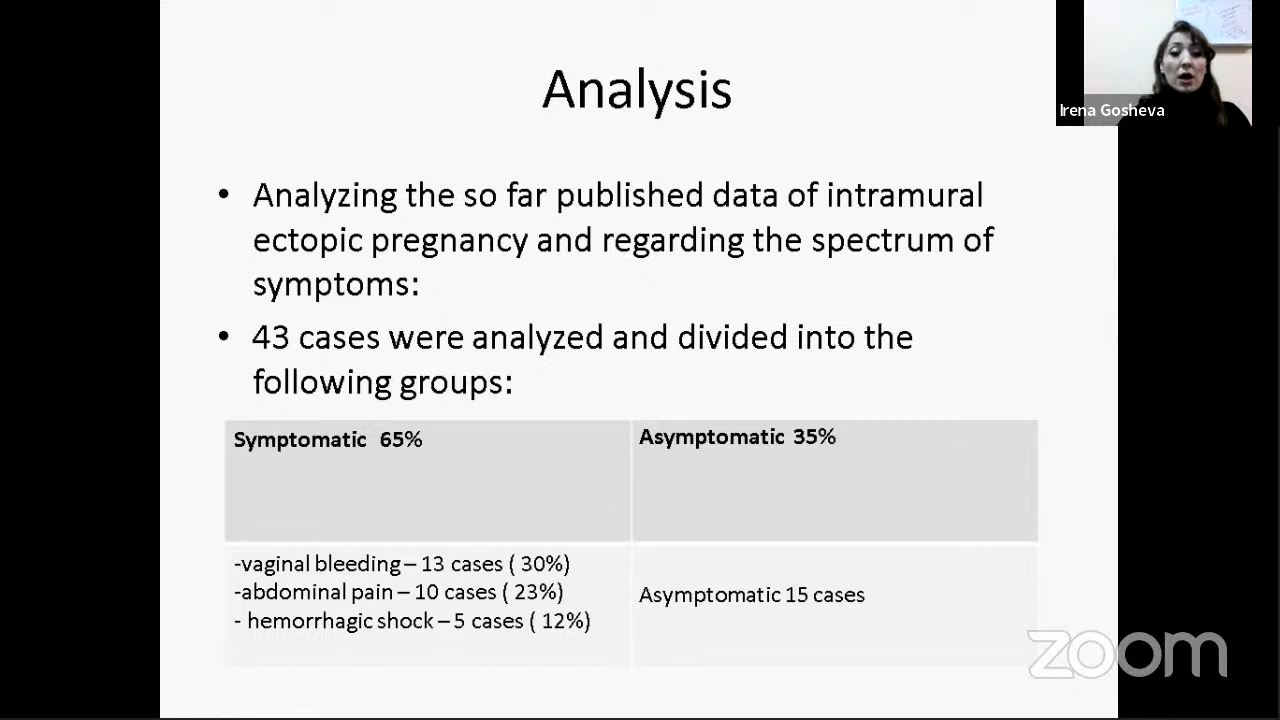 Analysis
Irena Gosheva
• Analyzing the so far published data of intramural
ectopic pregnancy and regarding the spectrum of
symptoms:
• 43 cases were analyzed and divided into the
following groups:
Symptomatic 65%
Asymptomatic 35%
-vaginal bleeding – 13 cases ( 30%)
-abdominal pain – 10 cases ( 23%)
- hemorrhagic shock – 5 cases ( 12%)
Asymptomatic 15 cases
zoom